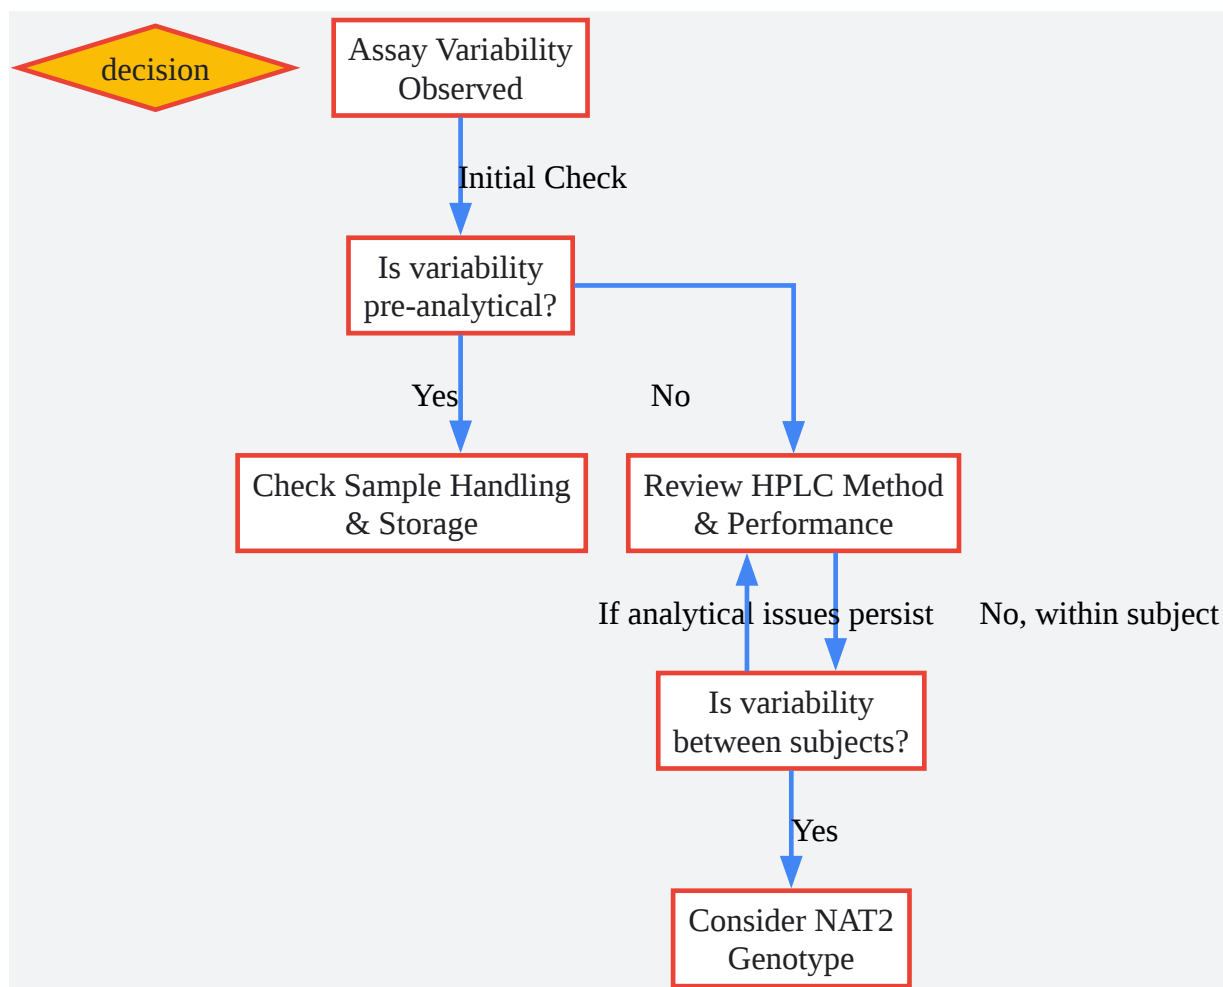 decision
Assay Variability
Observed
Initial Check
Is variability
pre-analytical?
Yes
No
Check Sample Handling
& Storage
Review HPLC Method
& Performance
If analytical issues persist
No, within subject
Is variability
between subjects?
Yes
Consider NAT2
Genotype